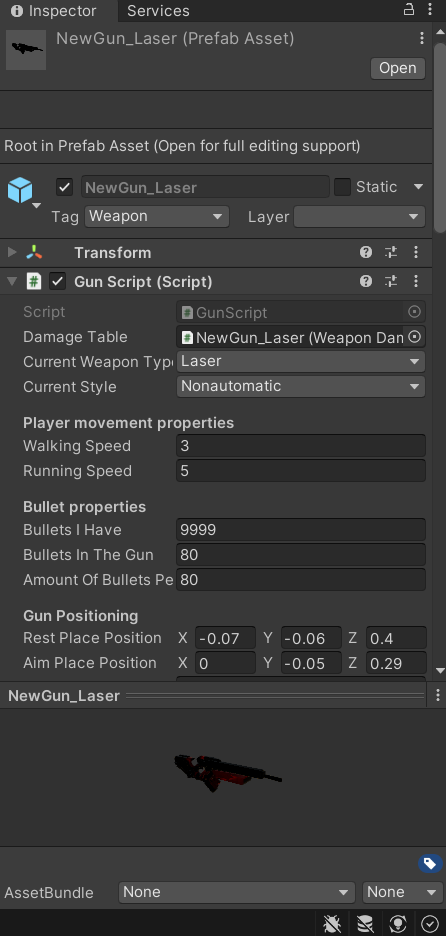 Inspector Services
NewGun_Laser (Prefab Asset)
Open
Root in Prefab Asset (Open for full editing support)
NewGun_Laser Static
Tag Weapon Layer
Transform
# Gun Script (Script)
Script # GunScript
Damage Table # NewGun_Laser (Weapon Dam
Current Weapon Type Laser
Current Style Nonautomatic
Player movement properties
Walking Speed 3
Running Speed 5
Bullet properties
Bullets I Have 9999
Bullets In The Gun 80
Amount Of Bullets Pe 80
Gun Positioning
Rest Place Position X -0.07 Y -0.06 Z 0.4
Aim Place Position X 0 Y -0.05 Z 0.29
NewGun_Laser
AssetBundle None None